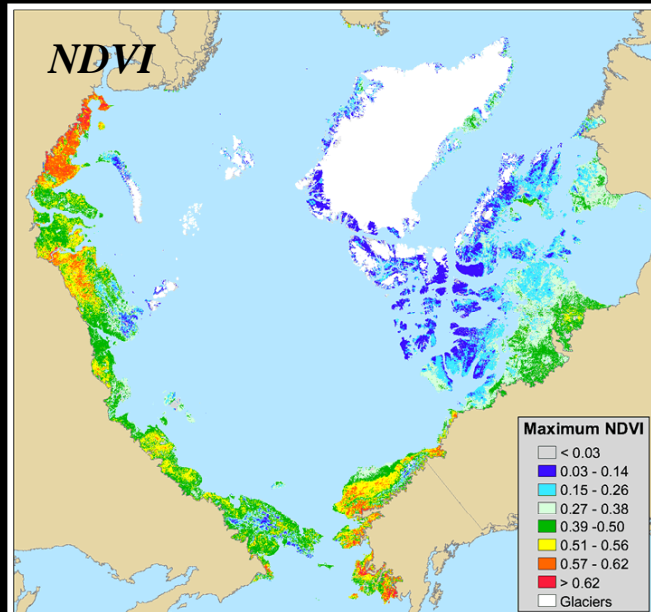 NDVI
Maximum NDVI
< 0.03
0.03 - 0.14
0.15 - 0.26
0.27 - 0.38
0.39 -0.50
0.51 - 0.56
0.57 - 0.62
> 0.62
Glaciers